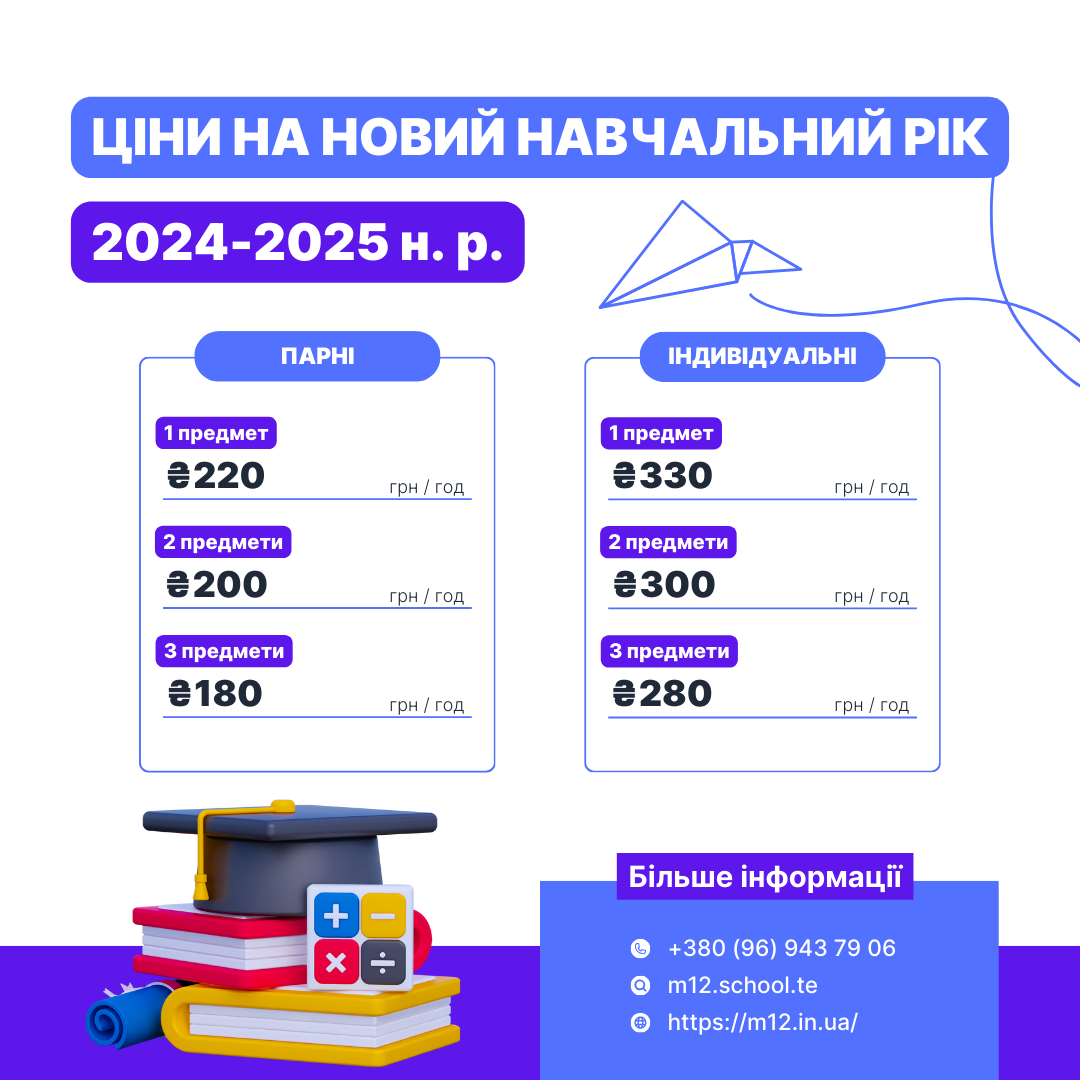 ЦІНИ НА НОВИЙ НАВЧАЛЬНИЙ РІК
2024-2025 н. р.
ПАРНІ
1 предмет
₴220
грн / год
2 предмети
₴200
грн / год
3 предмети
₴180
грн / год
ІНДИВІДУАЛЬНІ
1 предмет
₴330
грн / год
2 предмети
₴300
грн / год
3 предмети
₴280
грн / год
Більше інформації
+380 (96) 943 79 06
m12.school.te
https://m12.in.ua/